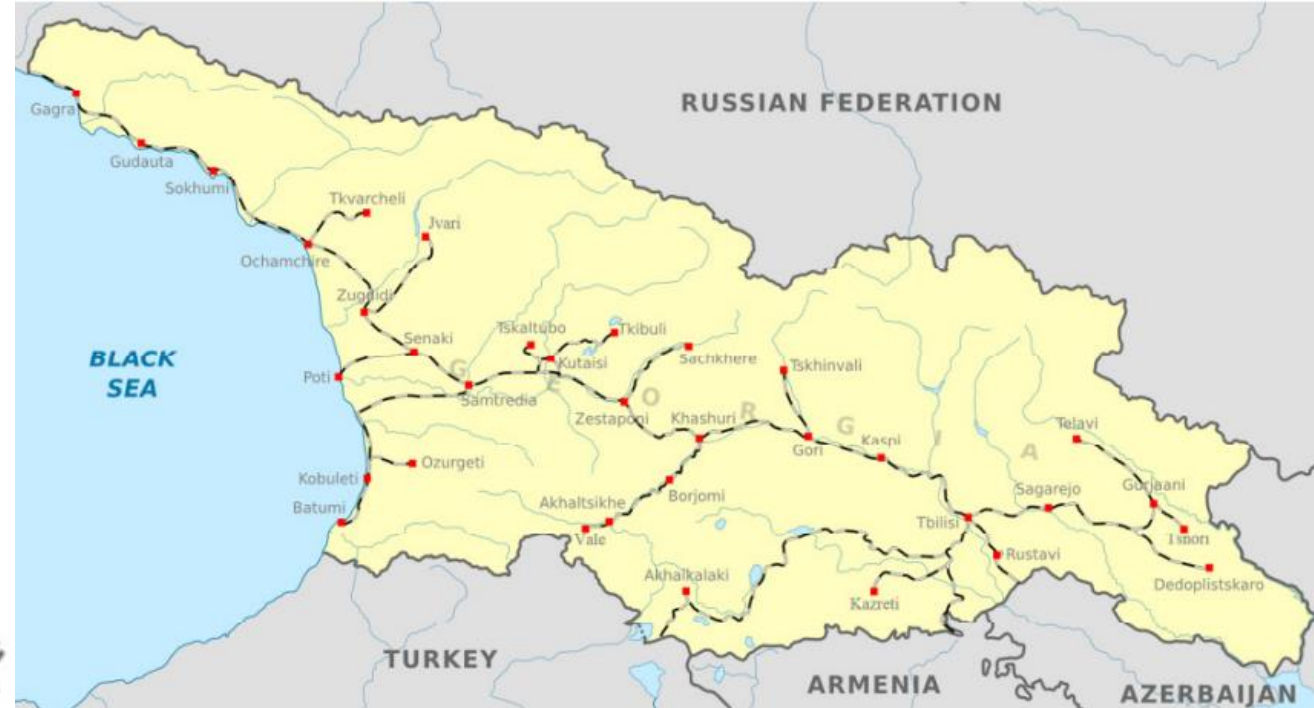 RUSSIAN FEDERATION
Gagra
Gudauta
Sokhumi
Tkvarcheli
Jvari
Ochamchire
Zugdidi
Tskaltubo
Tkibuli
Senaki
Sachkhere
BLACK
SEA
Kutaisi
Tskhinvali
Poti
G E O R G I A
Samtredia
Zestaponi
Khashuri
Telavi
Gori
Kaspi
Ozurgeti
Kobuleti
Borjomi
Gurjaani
Sagarejo
Akhaltsikhe
Batumi
Tbilisi
Vale
Tsnori
Rustavi
Akhalkalaki
Dedoplistskaro
Kazreti
TURKEY
ARMENIA
AZERBAIJAN